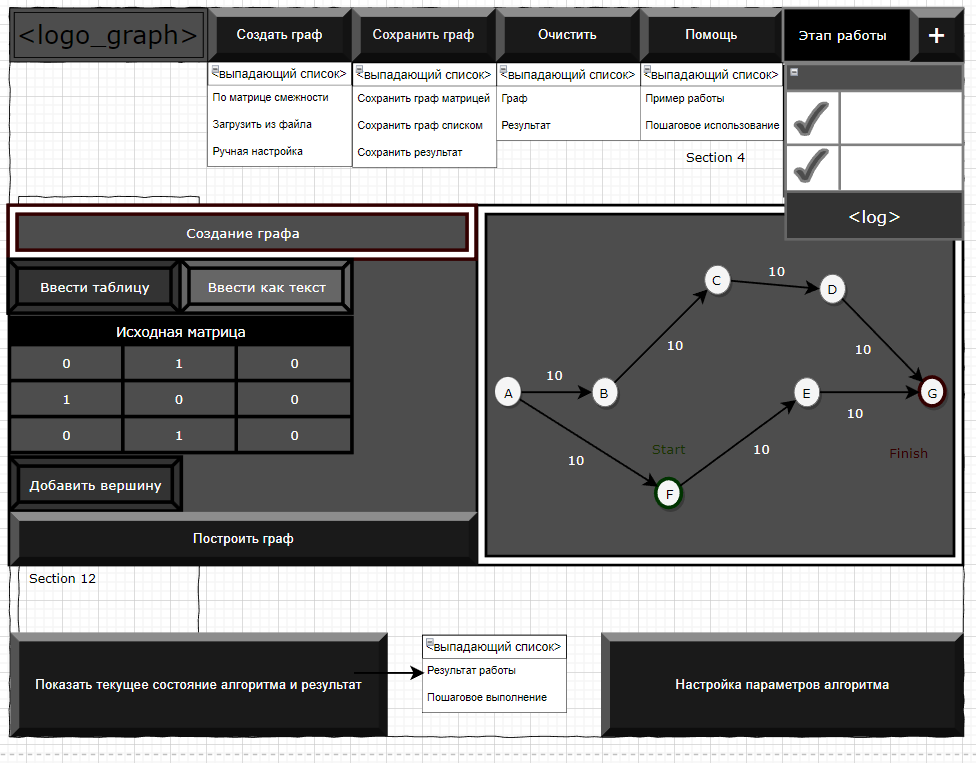 <logo_graph>
Создать граф
Сохранить граф
Очистить
Помощь
Этап работы
+
<выпадающий список>
По матрице смежности
Загрузить из файла
Ручная настройка
<выпадающий список>
Сохранить граф матрицей
Сохранить граф списком
Сохранить результат
<выпадающий список>
Граф
Результат
<выпадающий список>
Пример работы
Пошаговое использование
Section 4
<log>
Создание графа
Ввести таблицу
Ввести как текст
Исходная матрица
0 1 0
1 0 0
0 1 0
Добавить вершину
Построить граф
C
10
D
10
10
A
10
B
E
10
G
10
Start
10
Finish
F
Section 12
Показать текущее состояние алгоритма и результат
<выпадающий список>
Результат работы
Пошаговое выполнение
Настройка параметров алгоритма